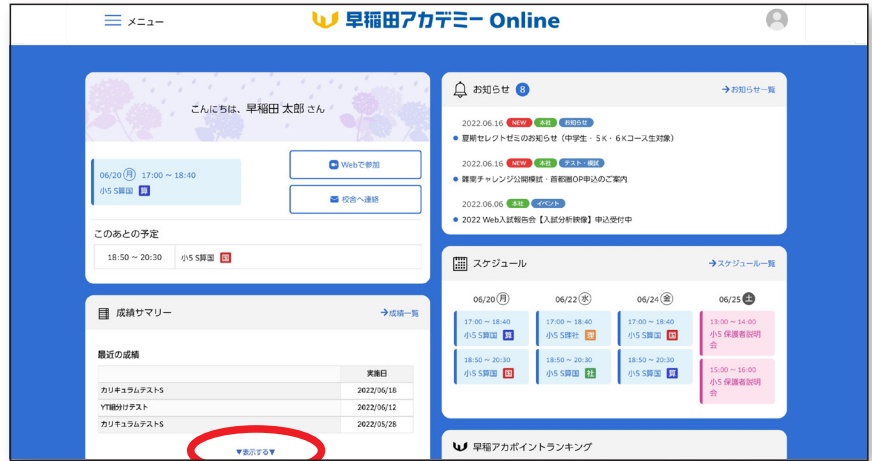 メニュー
早稲田アカデミー Online
こんにちは、早稲田 太郎 さん
06/20 月 17:00 ~ 18:40
小5 S算国 算
Webで参加
校舎へ連絡
このあとの予定
18:50 ~ 20:30 小5 S算国 国
成績サマリー
→成績一覧
最近の成績
実施日
カリキュラムテストS 2022/06/18
YT組分けテスト 2022/06/12
カリキュラムテストS 2022/05/28
▼表示する▼
お知らせ 8
→お知らせ一覧
2022.06.16 NEW 本社 お知らせ
夏期セレクトゼミのお知らせ（中学生・5K・6Kコース生対象）
2022.06.16 NEW 本社 テスト・模試
難関チャレンジ公開模試・首都圏OP申込のご案内
2022.06.06 本社 イベント
2022 Web入試報告会【入試分析映像】申込受付中
スケジュール
→スケジュール一覧
06/20 月 06/22 水 06/24 金 06/25 土
17:00 ~ 18:40 17:00 ~ 18:40 17:00 ~ 18:40 13:00 ~ 14:00
小5 S算国 算 小5 S理社 理 小5 S算国 国 小5 保護者説明会
18:50 ~ 20:30 18:50 ~ 20:30 18:50 ~ 20:30 15:00 ~ 16:00
小5 S算国 国 小5 S算国 社 小5 S算国 算 小5 保護者説明会
早稲アカポイントランキング